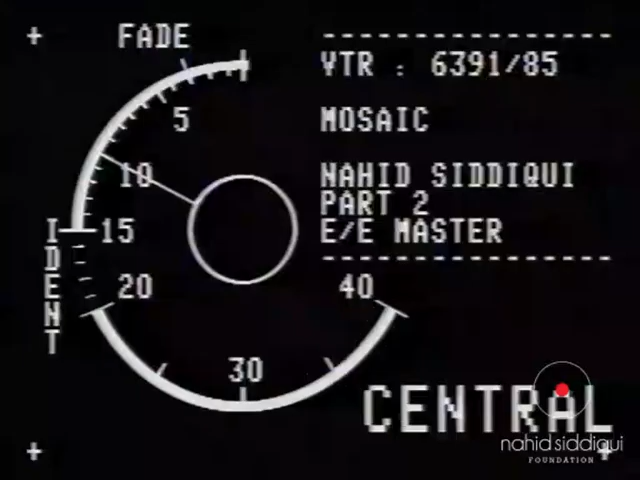 FADE
VTR : 6391/85
MOSAIC
NAHID SIDDIQUI
PART 2
E/E MASTER
5
10
15
20
30
40
IDENT
CENTRAL
nahid siddiqui
FOUNDATION